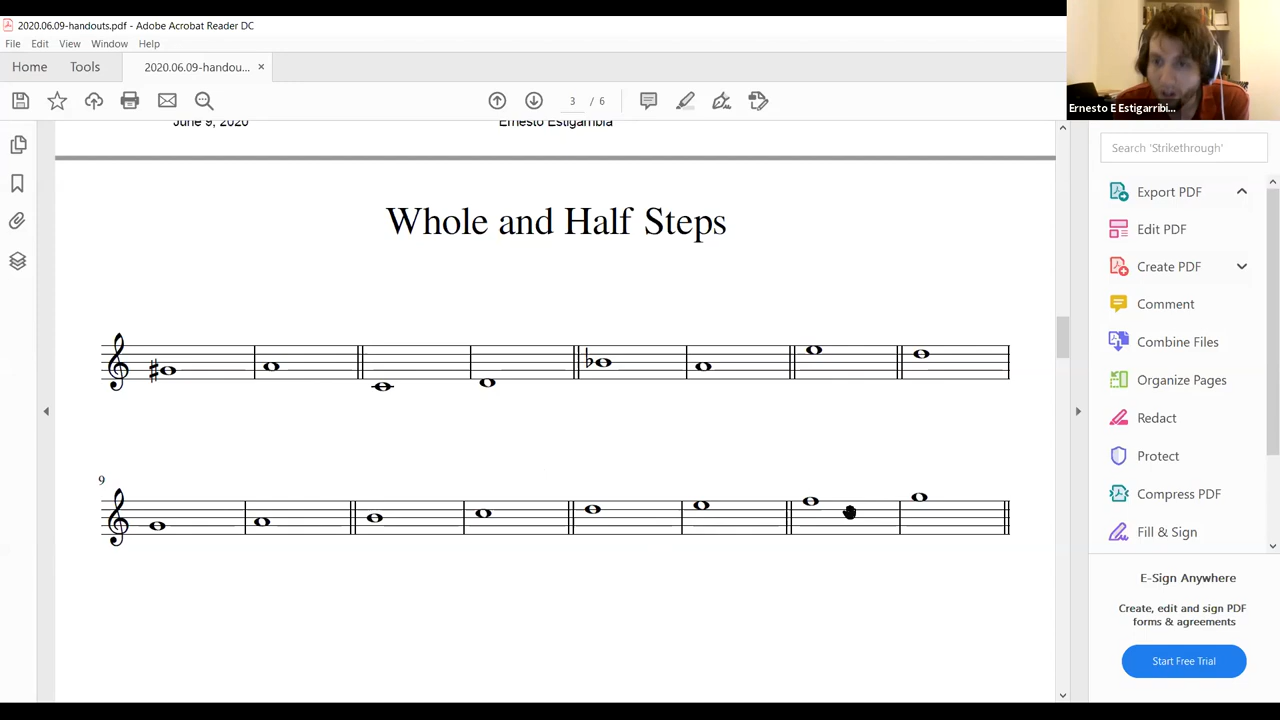 2020.06.09-handouts.pdf - Adobe Acrobat Reader DC
File Edit View Window Help
Home Tools 2020.06.09-handou... ×
3 / 6
Ernesto E Estigarribi...
June 9, 2020 Ernesto Estigarribia
Whole and Half Steps
9
Search 'Strikethrough'
Export PDF
Edit PDF
Create PDF
Comment
Combine Files
Organize Pages
Redact
Protect
Compress PDF
Fill & Sign
E-Sign Anywhere
Create, edit and sign PDF
forms & agreements
Start Free Trial